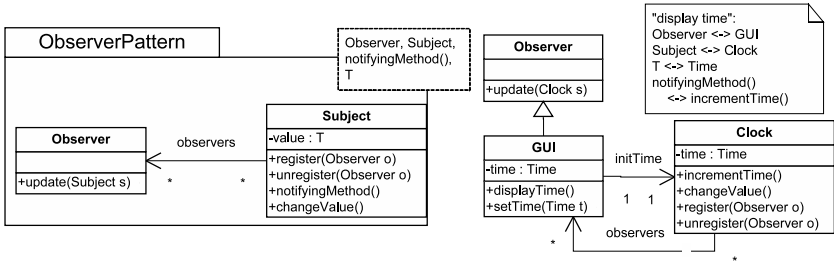 ObserverPattern
Observer, Subject,
notifyingMethod(),
T
Observer
+update(Subject s)
observers
*
*
Subject
-value : T
+register(Observer o)
+unregister(Observer o)
+notifyingMethod()
+changeValue()
Observer
+update(Clock s)
GUI
-time : Time
+displayTime()
+setTime(Time t)
initTime
1
1
"display time":
Observer <-> GUI
Subject <-> Clock
T <-> Time
notifyingMethod()
<-> incrementTime()
Clock
-time : Time
+incrementTime()
+changeValue()
+register(Observer o)
+unregister(Observer o)
observers
*
*